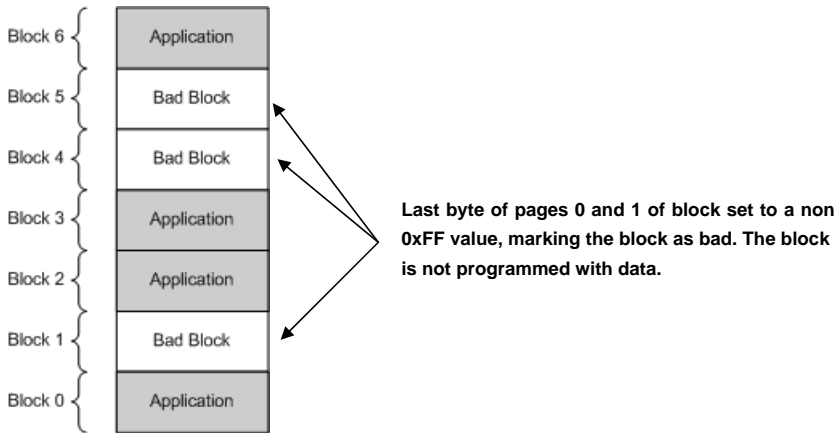 Block 6
Application
Block 5
Bad Block
Block 4
Bad Block
Block 3
Application
Block 2
Application
Block 1
Bad Block
Block 0
Application
Last byte of pages 0 and 1 of block set to a non
0xFF value, marking the block as bad. The block
is not programmed with data.